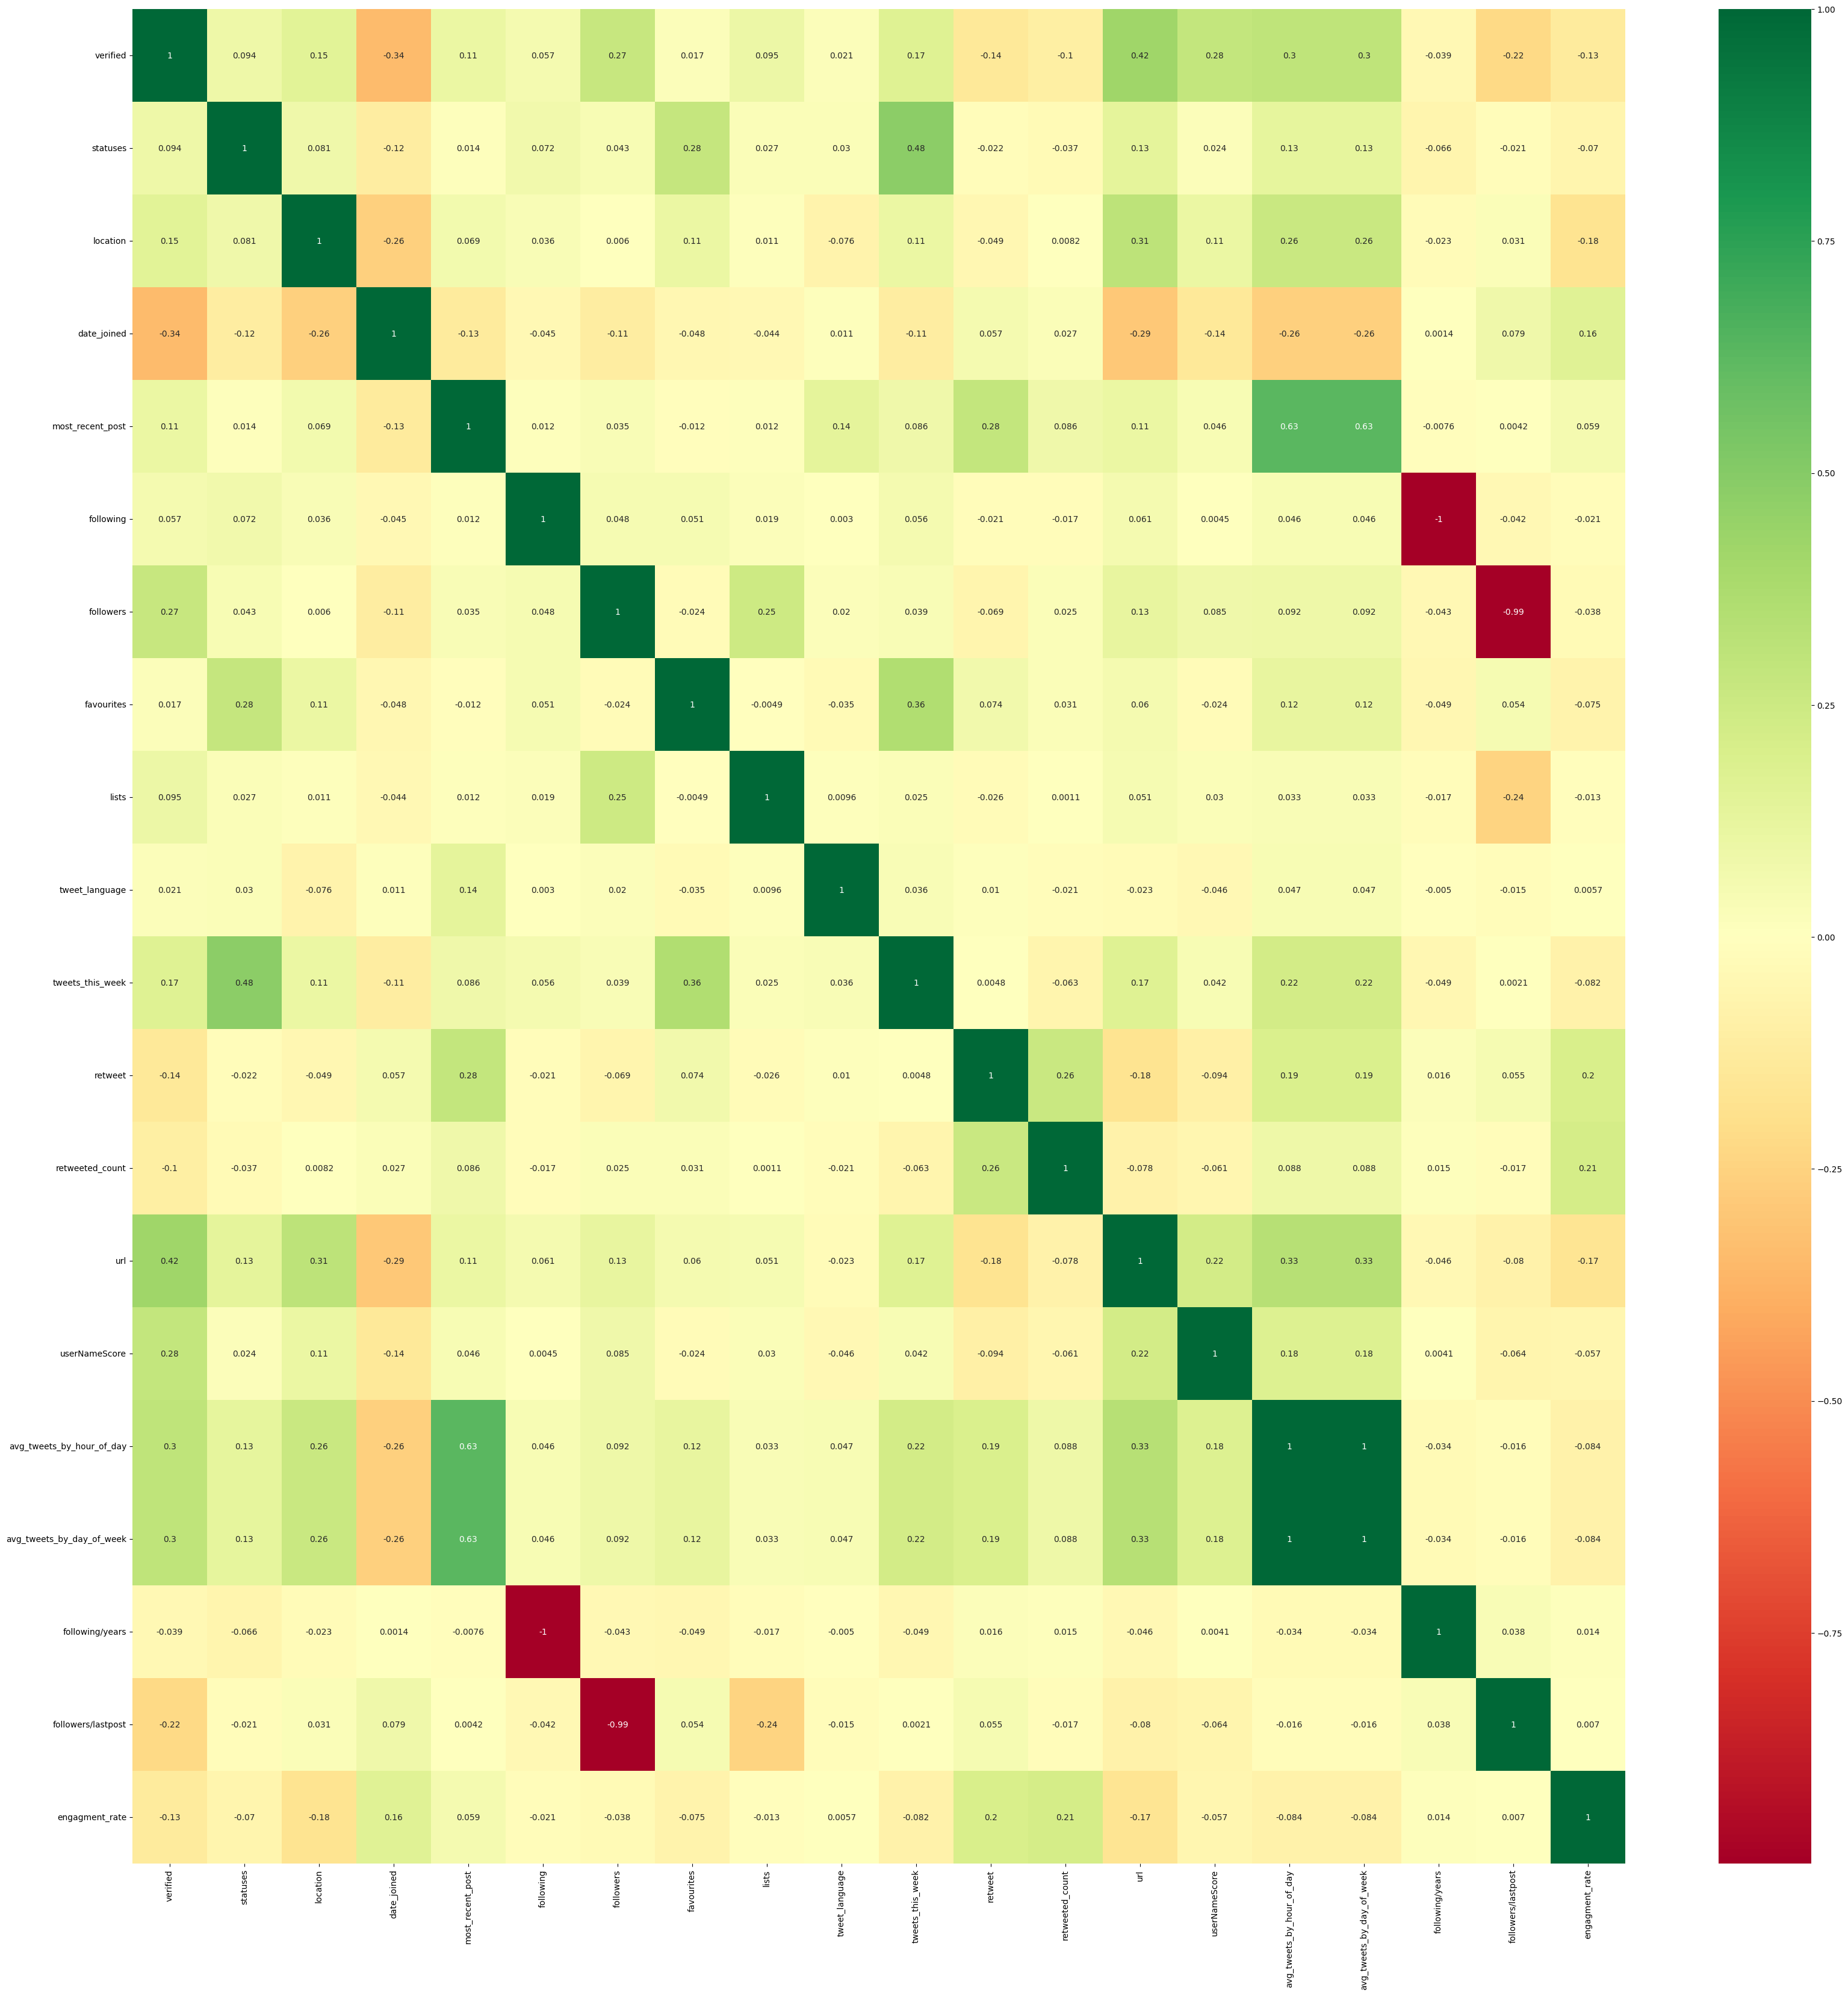 verified 1 0.094 0.15 -0.34 0.11 0.057 0.27 0.017 0.095 0.021 0.17 -0.14 -0.1 0.42 0.28 0.3 0.3 -0.039 -0.22 -0.13
statuses 0.094 1 0.081 -0.12 0.014 0.072 0.043 0.28 0.027 0.03 0.48 -0.022 -0.037 0.13 0.024 0.13 0.13 -0.066 -0.021 -0.07
location 0.15 0.081 1 -0.26 0.069 0.036 0.006 0.11 0.011 -0.076 0.11 -0.049 0.0082 0.31 0.11 0.26 0.26 -0.023 0.031 -0.18
date_joined -0.34 -0.12 -0.26 1 -0.13 -0.045 -0.11 -0.048 -0.044 0.011 -0.11 0.057 0.027 -0.29 -0.14 -0.26 -0.26 0.0014 0.079 0.16
most_recent_post 0.11 0.014 0.069 -0.13 1 0.012 0.035 -0.012 0.012 0.14 0.086 0.28 0.086 0.11 0.046 0.63 0.63 -0.0076 0.0042 0.059
following 0.057 0.072 0.036 -0.045 0.012 1 0.048 0.051 0.019 0.003 0.056 -0.021 -0.017 0.061 0.0045 0.046 0.046 -1 -0.042 -0.021
followers 0.27 0.043 0.006 -0.11 0.035 0.048 1 -0.024 0.25 0.02 0.039 -0.069 0.025 0.13 0.085 0.092 0.092 -0.043 -0.99 -0.038
favourites 0.017 0.28 0.11 -0.048 -0.012 0.051 -0.024 1 -0.0049 -0.035 0.36 0.074 0.031 0.06 -0.024 0.12 0.12 -0.049 0.054 -0.075
lists 0.095 0.027 0.011 -0.044 0.012 0.019 0.25 -0.0049 1 0.0096 0.025 -0.026 0.0011 0.051 0.03 0.033 0.033 -0.017 -0.24 -0.013
tweet_language 0.021 0.03 -0.076 0.011 0.14 0.003 0.02 -0.035 0.0096 1 0.036 0.01 -0.021 -0.023 -0.046 0.047 0.047 -0.005 -0.015 0.0057
tweets_this_week 0.17 0.48 0.11 -0.11 0.086 0.056 0.039 0.36 0.025 0.036 1 0.0048 -0.063 0.17 0.042 0.22 0.22 -0.049 0.0021 -0.082
retweet -0.14 -0.022 -0.049 0.057 0.28 -0.021 -0.069 0.074 -0.026 0.01 0.0048 1 0.26 -0.18 -0.094 0.19 0.19 0.016 0.055 0.2
retweeted_count -0.1 -0.037 0.0082 0.027 0.086 -0.017 0.025 0.031 0.0011 -0.021 -0.063 0.26 1 -0.078 -0.061 0.088 0.088 0.015 -0.017 0.21
url 0.42 0.13 0.31 -0.29 0.11 0.061 0.13 0.06 0.051 -0.023 0.17 -0.18 -0.078 1 0.22 0.33 0.33 -0.046 -0.08 -0.17
userNameScore 0.28 0.024 0.11 -0.14 0.046 0.0045 0.085 -0.024 0.03 -0.046 0.042 -0.094 -0.061 0.22 1 0.18 0.18 0.0041 -0.064 -0.057
avg_tweets_by_hour_of_day 0.3 0.13 0.26 -0.26 0.63 0.046 0.092 0.12 0.033 0.047 0.22 0.19 0.088 0.33 0.18 1 1 -0.034 -0.016 -0.084
avg_tweets_by_day_of_week 0.3 0.13 0.26 -0.26 0.63 0.046 0.092 0.12 0.033 0.047 0.22 0.19 0.088 0.33 0.18 1 1 -0.034 -0.016 -0.084
following/years -0.039 -0.066 -0.023 0.0014 -0.0076 -1 -0.043 -0.049 -0.017 -0.005 -0.049 0.016 0.015 -0.046 0.0041 -0.034 -0.034 1 0.038 0.014
followers/lastpost -0.22 -0.021 0.031 0.079 0.0042 -0.042 -0.99 0.054 -0.24 -0.015 0.0021 0.055 -0.017 -0.08 -0.064 -0.016 -0.016 0.038 1 0.007
engagment_rate -0.13 -0.07 -0.18 0.16 0.059 -0.021 -0.038 -0.075 -0.013 0.0057 -0.082 0.2 0.21 -0.17 -0.057 -0.084 -0.084 0.014 0.007 1
verified
statuses
location
date_joined
most_recent_post
following
followers
favourites
lists
tweet_language
tweets_this_week
retweet
retweeted_count
url
userNameScore
avg_tweets_by_hour_of_day
avg_tweets_by_day_of_week
following/years
followers/lastpost
engagment_rate
1.00
0.75
0.50
0.25
0.00
−0.25
−0.50
−0.75